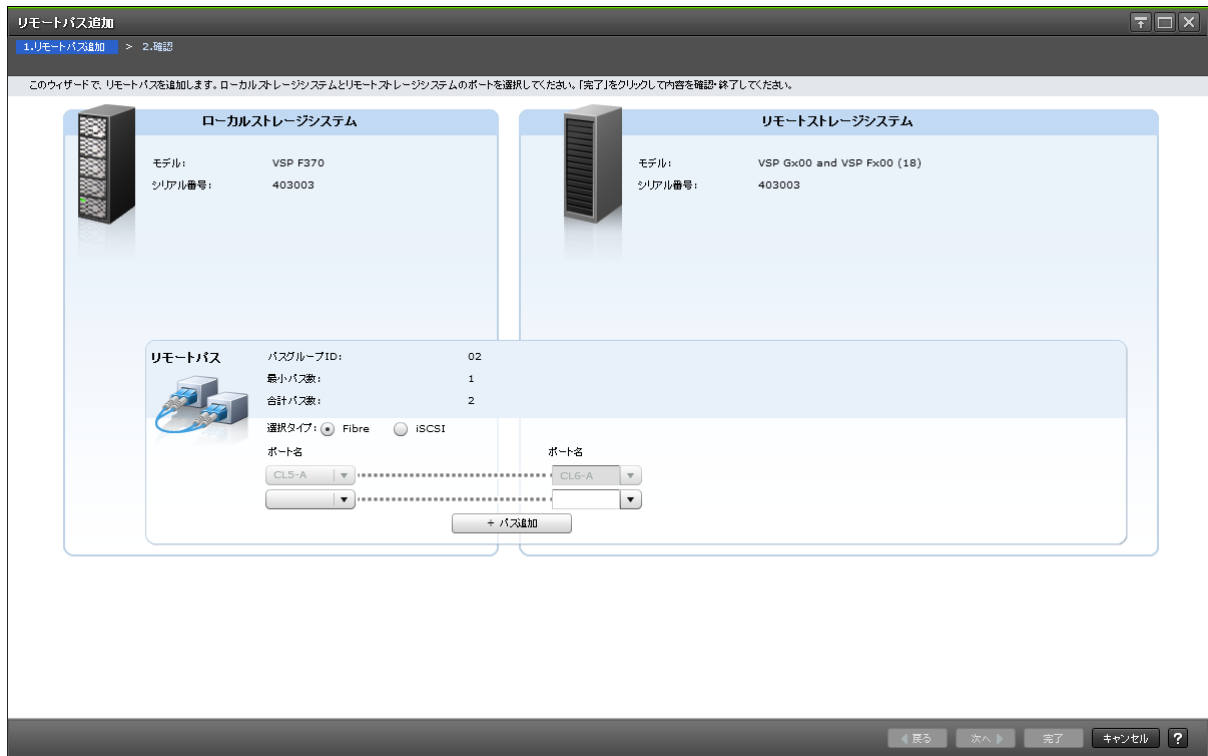 リモートパス追加
1.リモートパス追加 > 2.確認
このウィザードで、リモートパスを追加します。ローカルストレージシステムとリモートストレージシステムのポートを選択してください。「完了」をクリックして内容を確認・終了してください。
ローカルストレージシステム
モデル: VSP F370
シリアル番号: 403003
リモートストレージシステム
モデル: VSP Gx00 and VSP Fx00 (18)
シリアル番号: 403003
リモートパス
パスグループID: 02
最小パス数: 1
合計パス数: 2
選択タイプ: Fibre iSCSI
ポート名 ポート名
CL5-A CL6-A
+ パス追加
戻る 次へ 完了 キャンセル ?